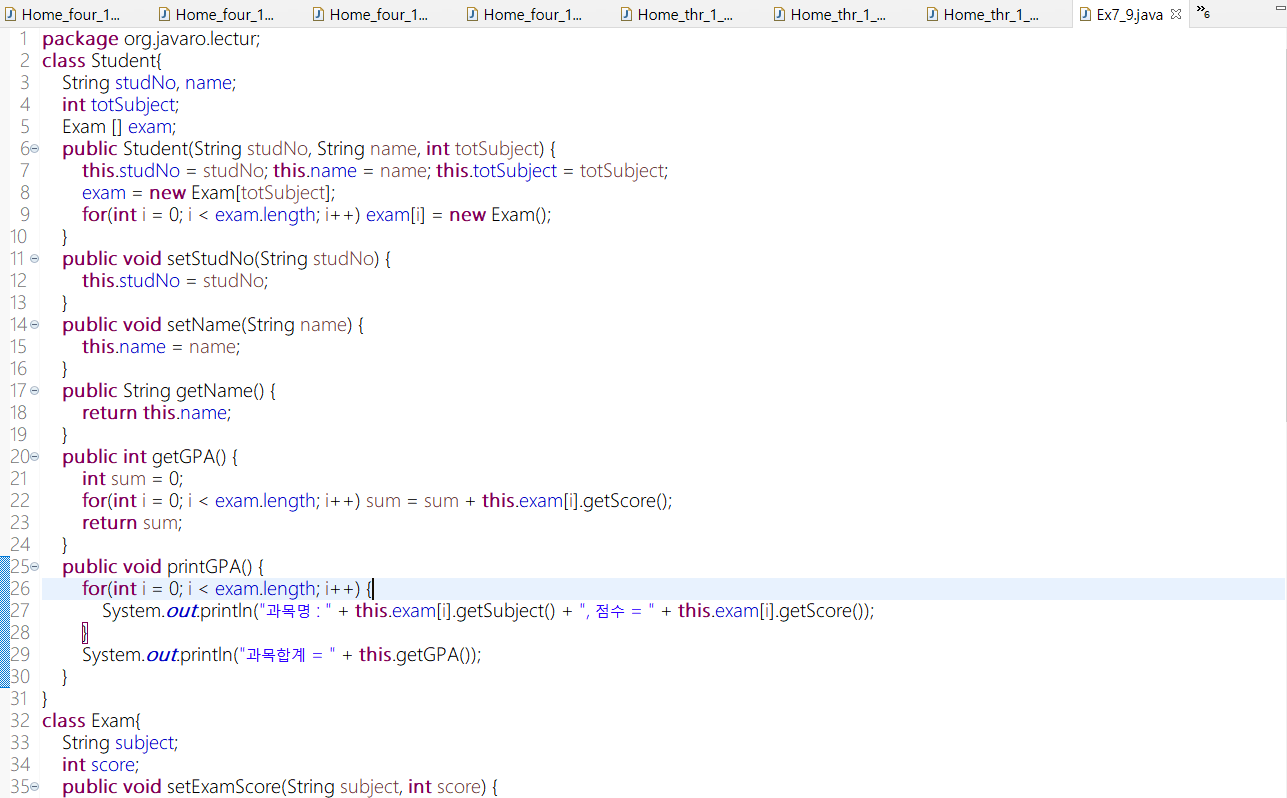 Home_four_1... Home_four_1... Home_four_1... Home_four_1... Home_thr_1_... Home_thr_1_... Home_thr_1_... Ex7_9.java »6
1 package org.javaro.lectur;
2 class Student{
3 String studNo, name;
4 int totSubject;
5 Exam [] exam;
6 public Student(String studNo, String name, int totSubject) {
7 this.studNo = studNo; this.name = name; this.totSubject = totSubject;
8 exam = new Exam[totSubject];
9 for(int i = 0; i < exam.length; i++) exam[i] = new Exam();
10 }
11 public void setStudNo(String studNo) {
12 this.studNo = studNo;
13 }
14 public void setName(String name) {
15 this.name = name;
16 }
17 public String getName() {
18 return this.name;
19 }
20 public int getGPA() {
21 int sum = 0;
22 for(int i = 0; i < exam.length; i++) sum = sum + this.exam[i].getScore();
23 return sum;
24 }
25 public void printGPA() {
26 for(int i = 0; i < exam.length; i++) {
27 System.out.println("과목명 : " + this.exam[i].getSubject() + ", 점수 = " + this.exam[i].getScore());
28 }
29 System.out.println("과목합계 = " + this.getGPA());
30 }
31 }
32 class Exam{
33 String subject;
34 int score;
35 public void setExamScore(String subject, int score) {